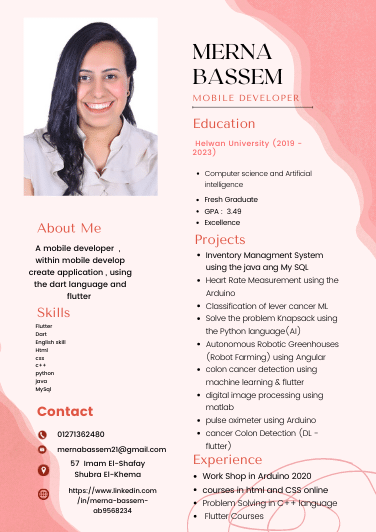 MERNA
BASSEM
MOBILE DEVELOPER
Education
Helwan University (2019 -
2023)
• Computer science and Artificial
intelligence
• Fresh Graduate
• GPA : 3.49
• Excellence
Projects
• Inventory Managment System
using the java ang My SQL
• Heart Rate Measurement using the
Arduino
• Classification of lever cancer ML
• Solve the problem Knapsack using
the Python language(AI)
• Autonomous Robotic Greenhouses
(Robot Farming) using Angular
• colon cancer detection using
machine learning & flutter
• digital image processing using
matlab
• pulse oximeter using Arduino
• cancer Colon Detection (DL -
flutter)
Experience
• Work Shop in Arduino 2020
• courses in html and CSS online
• Problem Solving in C++ language
• Flutter Courses
About Me
A mobile developer ,
within mobile develop
create application , using
the dart language and
flutter
Skills
Flutter
Dart
English skill
Html
css
c++
python
java
MySql
Contact
01271362480
mernabassem21@gmail.com
57 Imam El-Shafay
Shubra El-Khema
https://www.linkedin.com
/in/merna-bassem-
ab9568234